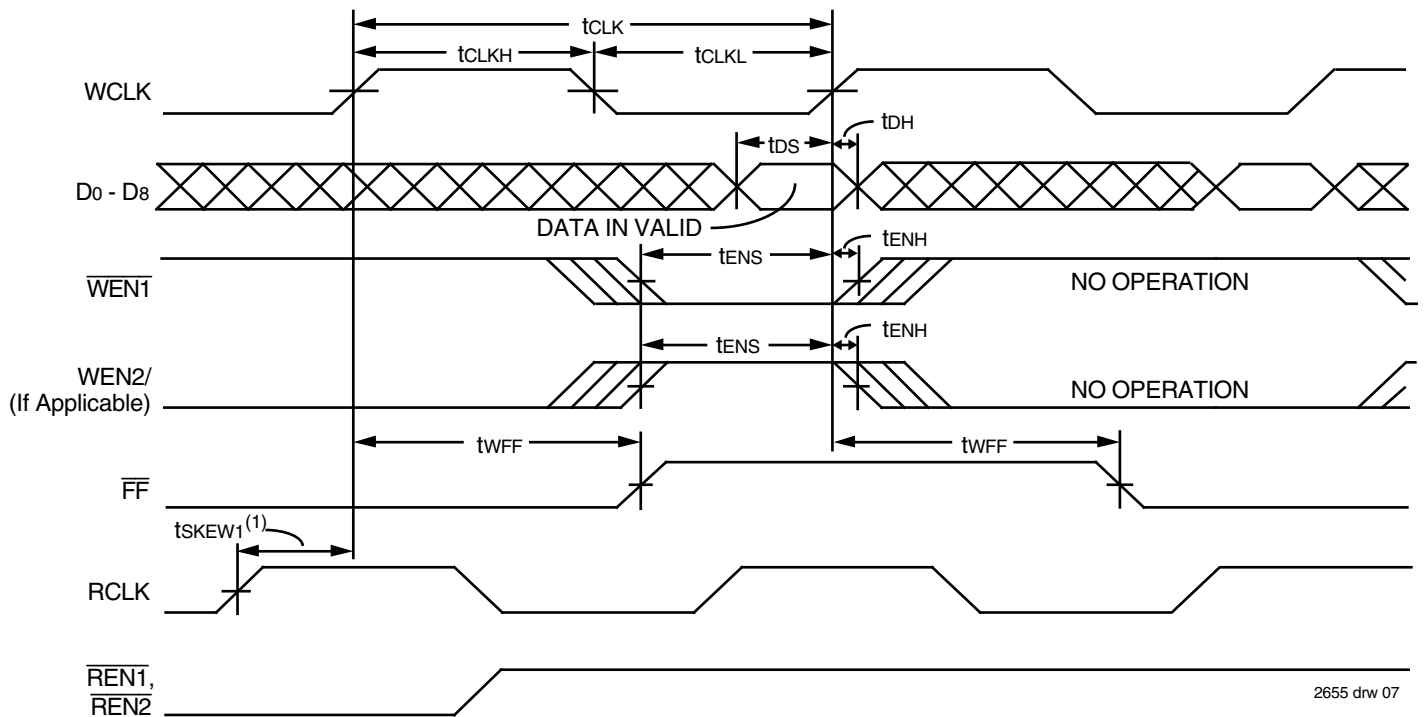 tCLK
tCLKH
tCLKL
WCLK
tDH
tDS
D0 - D8
DATA IN VALID
tENH
tENS
WEN1
NO OPERATION
tENH
tENS
WEN2/
(If Applicable)
NO OPERATION
tWFF
tWFF
FF
tSKEW1(1)
RCLK
REN1,
REN2
2655 drw 07